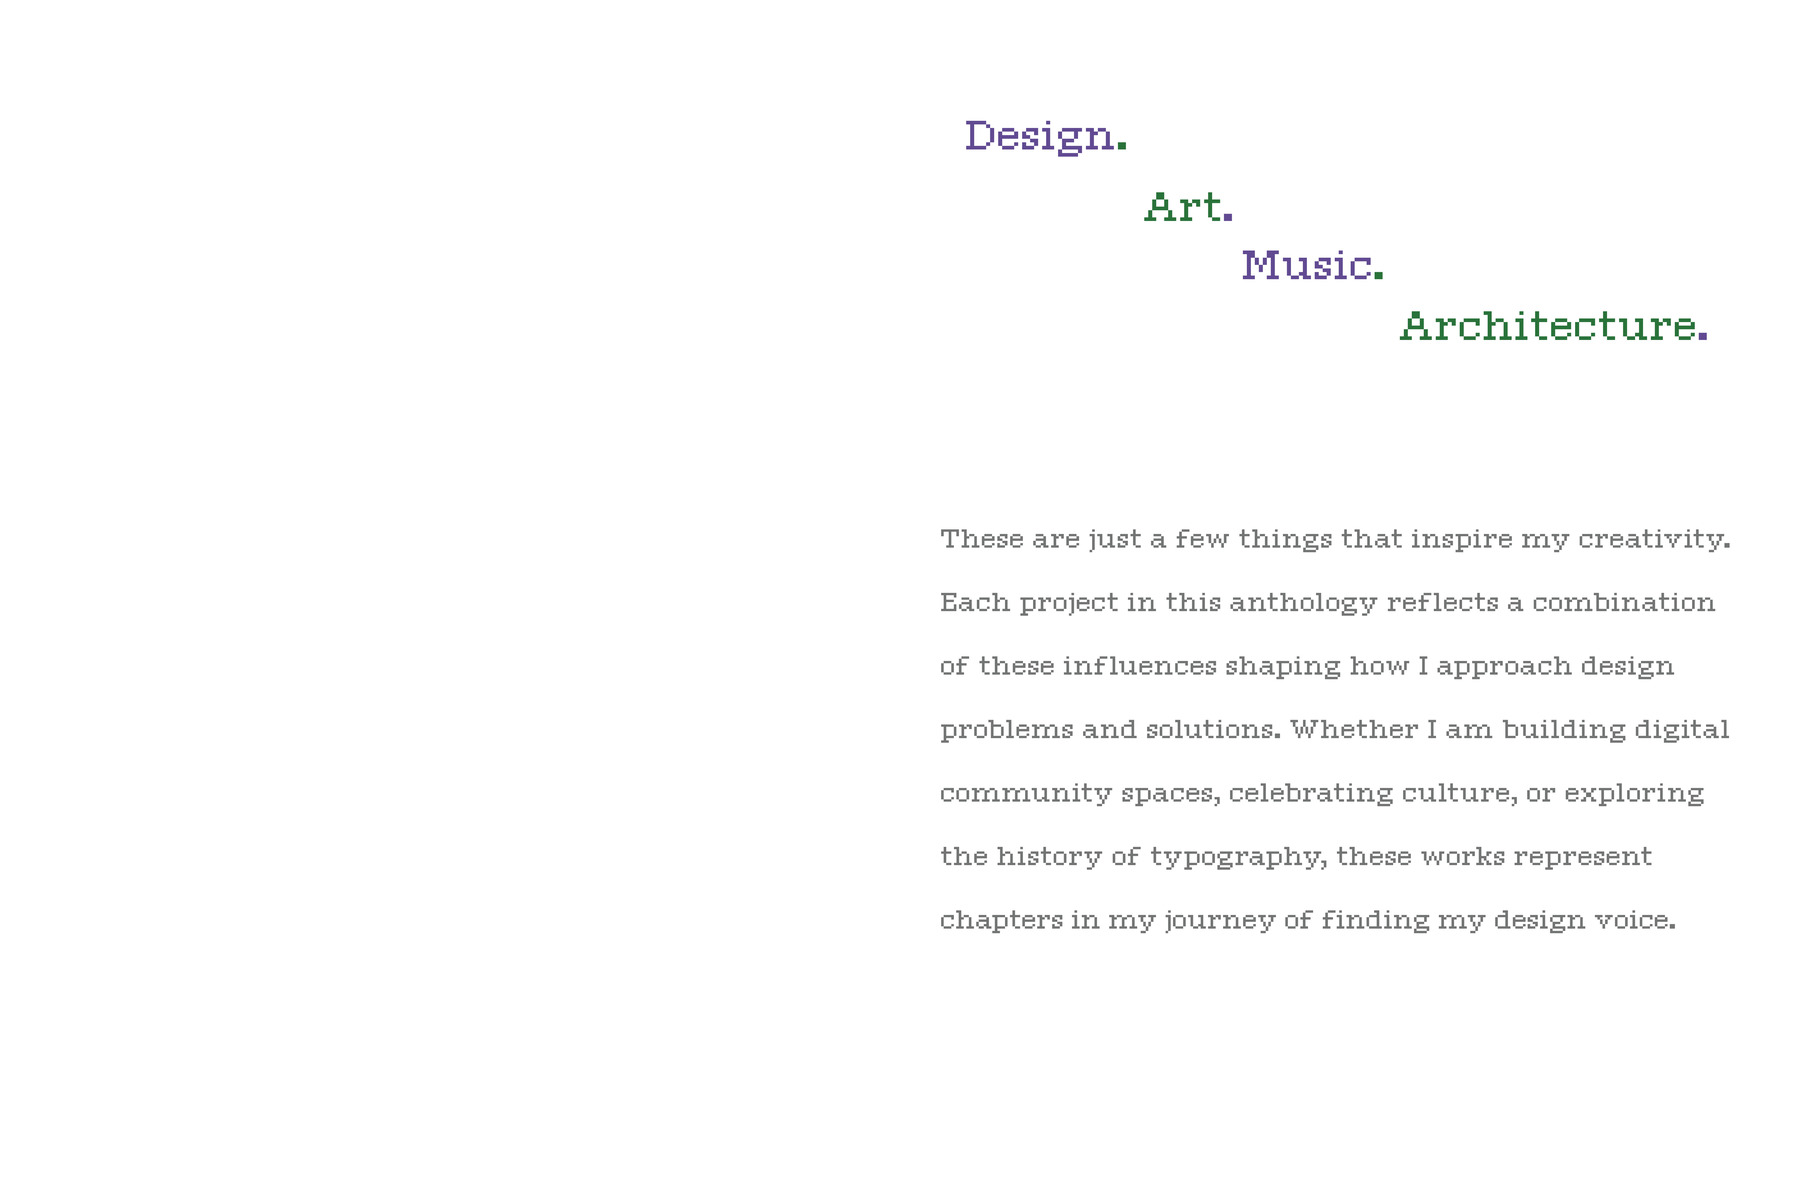 Design.
Art.
Music.
Architecture.
These are just a few things that inspire my creativity.
Each project in this anthology reflects a combination
of these influences shaping how I approach design
problems and solutions. Whether I am building digital
community spaces, celebrating culture, or exploring
the history of typography, these works represent
chapters in my journey of finding my design voice.